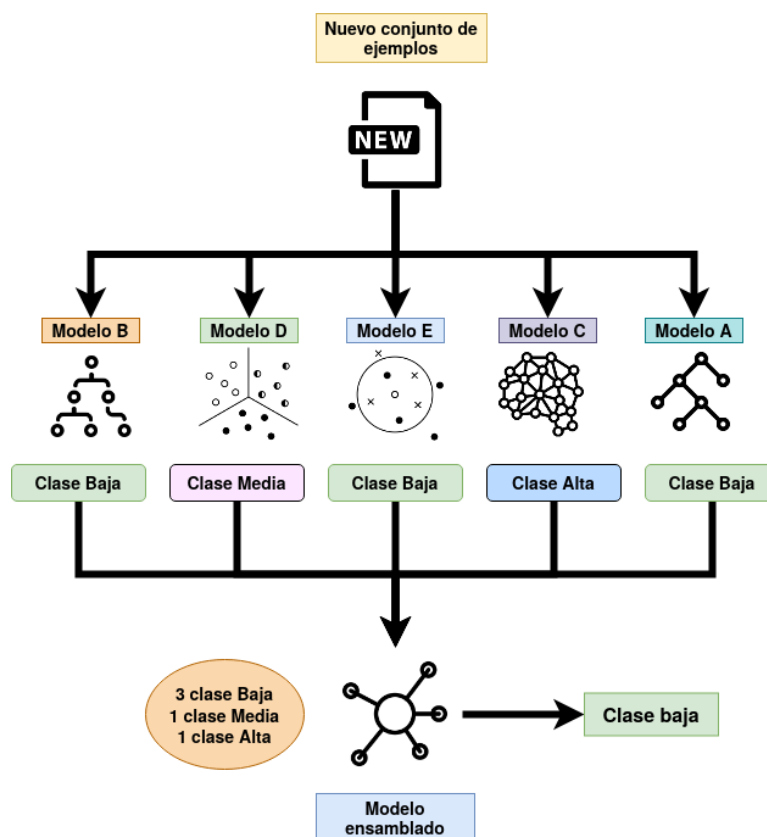 Nuevo conjunto de
ejemplos
NEW
Modelo B
Modelo D
Modelo E
Modelo C
Modelo A
Clase Baja
Clase Media
Clase Baja
Clase Alta
Clase Baja
3 clase Baja
1 clase Media
1 clase Alta
Clase baja
Modelo
ensamblado